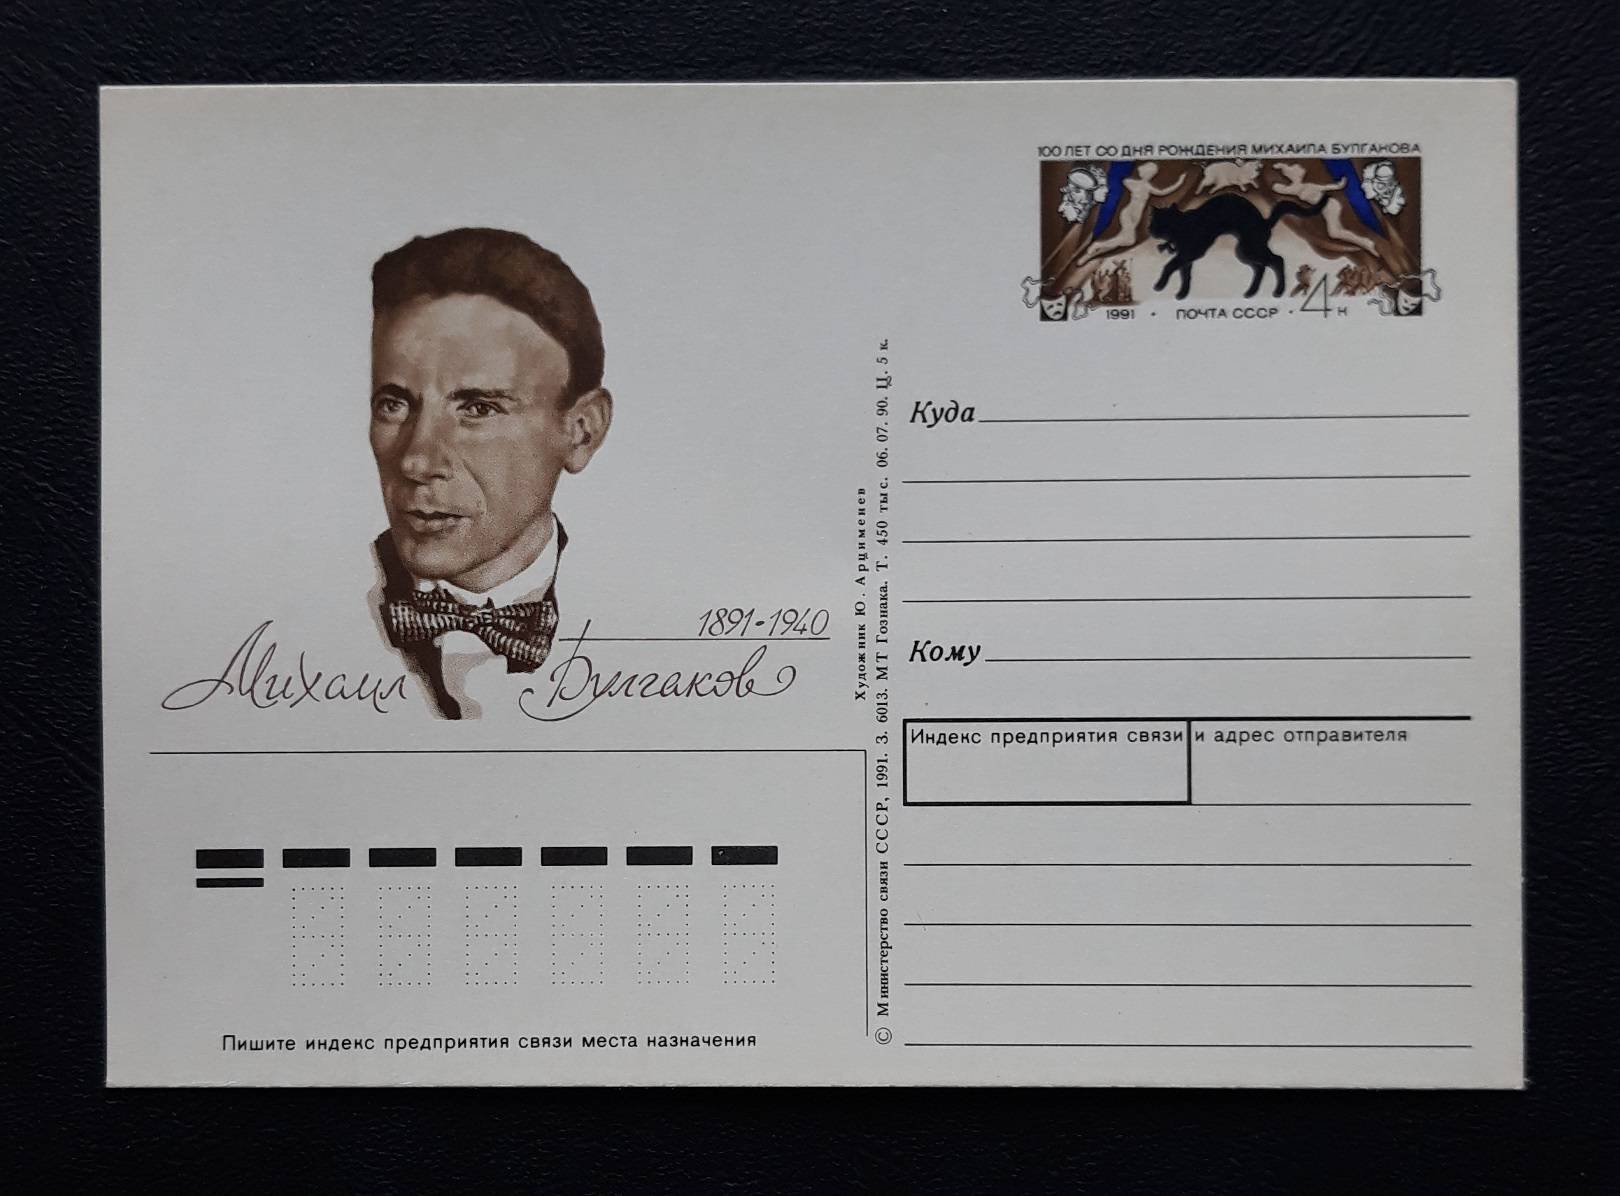 100 ЛЕТ СО ДНЯ РОЖДЕНИЯ МИХАИЛА БУЛГАКОВА
1991 · ПОЧТА СССР · 4 к
1891-1940
Михаил Булгаков
Куда
Кому
Индекс предприятия связи и адрес отправителя
Пишите индекс предприятия связи места назначения
Художник Ю. Арцименев
© Министерство связи СССР, 1991. З. 6013. МТ Гознака. Т. 450 тыс. 06. 07. 90. Ц. 5 к.